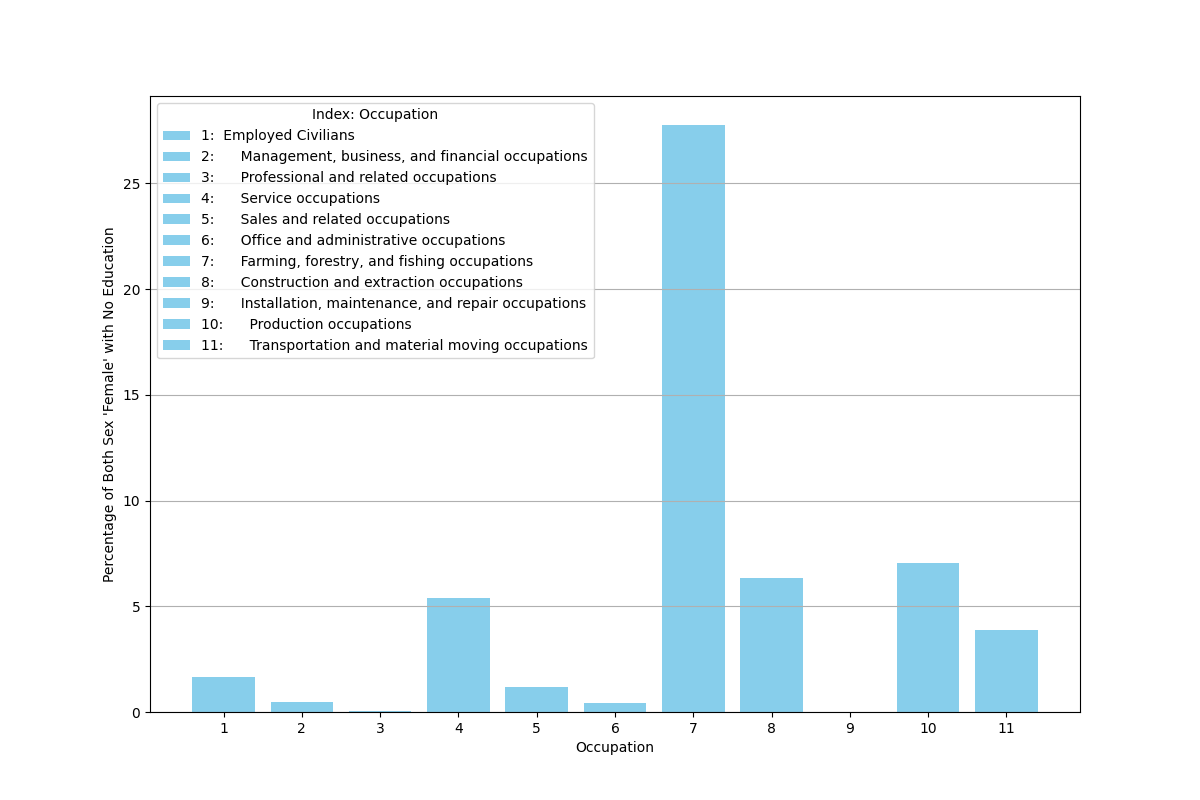 Index: Occupation
1:  Employed Civilians
2:      Management, business, and financial occupations
3:      Professional and related occupations
4:      Service occupations
5:      Sales and related occupations
6:      Office and administrative occupations
7:      Farming, forestry, and fishing occupations
8:      Construction and extraction occupations
9:      Installation, maintenance, and repair occupations
10:      Production occupations
11:      Transportation and material moving occupations
Percentage of Both Sex 'Female' with No Education
25
20
15
10
5
0
1 2 3 4 5 6 7 8 9 10 11
Occupation